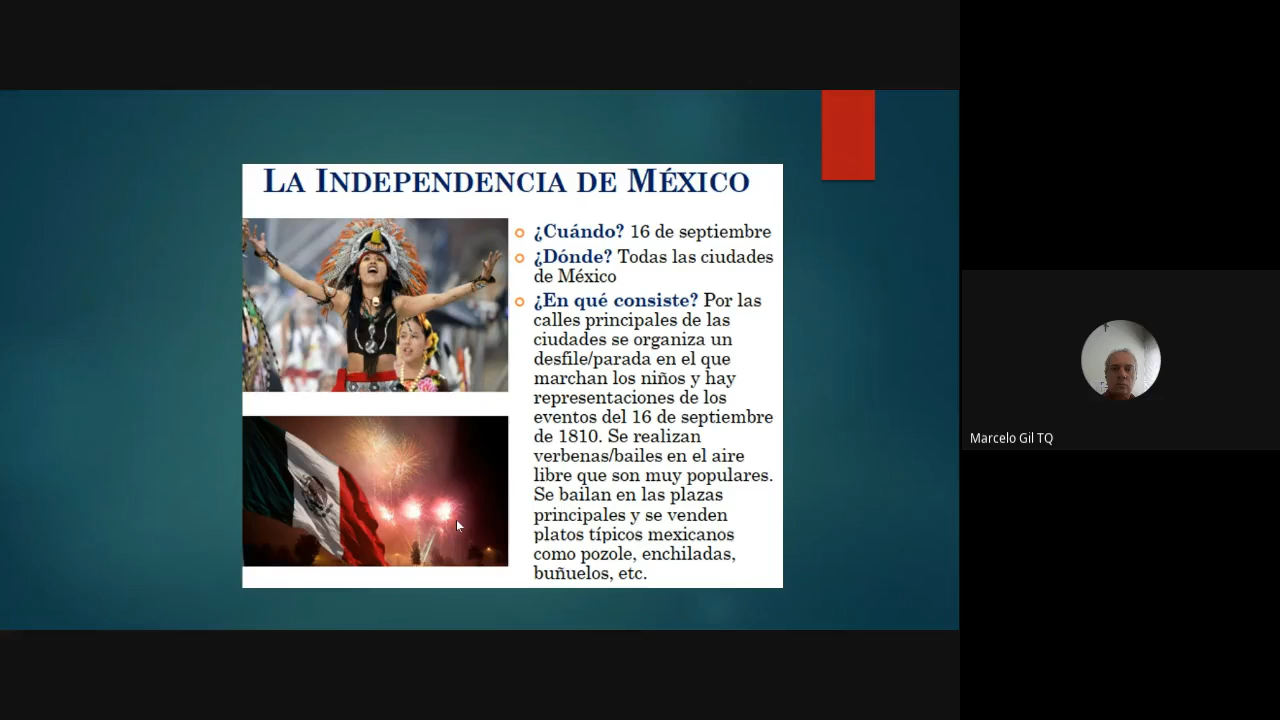 LA INDEPENDENCIA DE MÉXICO
¿Cuándo? 16 de septiembre
¿Dónde? Todas las ciudades
de México
¿En qué consiste? Por las
calles principales de las
ciudades se organiza un
desfile/parada en el que
marchan los niños y hay
representaciones de los
eventos del 16 de septiembre
de 1810. Se realizan
verbenas/bailes en el aire
libre que son muy populares.
Se bailan en las plazas
principales y se venden
platos típicos mexicanos
como pozole, enchiladas,
buñuelos, etc.
Marcelo Gil TQ